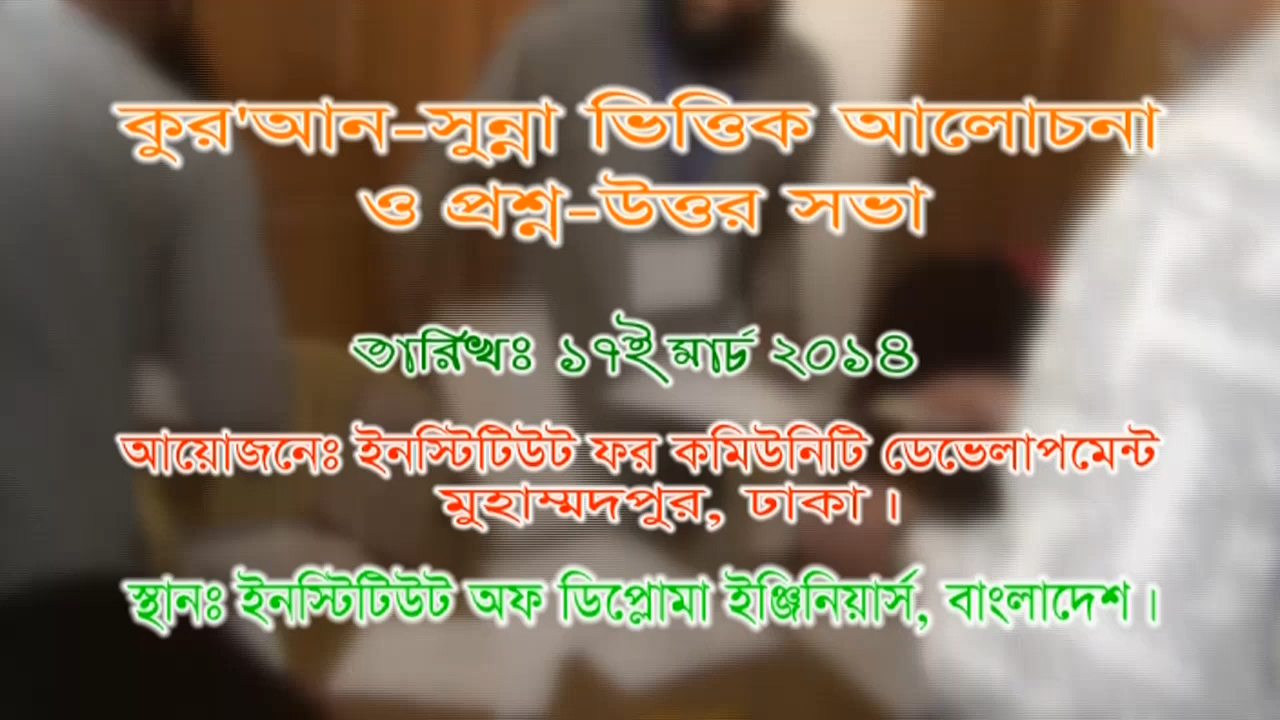 কুর'আন-সুন্না ভিত্তিক আলোচনা
ও প্রশ্ন-উত্তর সভা
তারিখঃ ১৭ই মার্চ ২০১৪
আয়োজনেঃ ইনস্টিটিউট ফর কমিউনিটি ডেভেলাপমেন্ট
মুহাম্মদপুর, ঢাকা ।
স্থানঃ ইনস্টিটিউট অফ ডিপ্লোমা ইঞ্জিনিয়ার্স, বাংলাদেশ ।